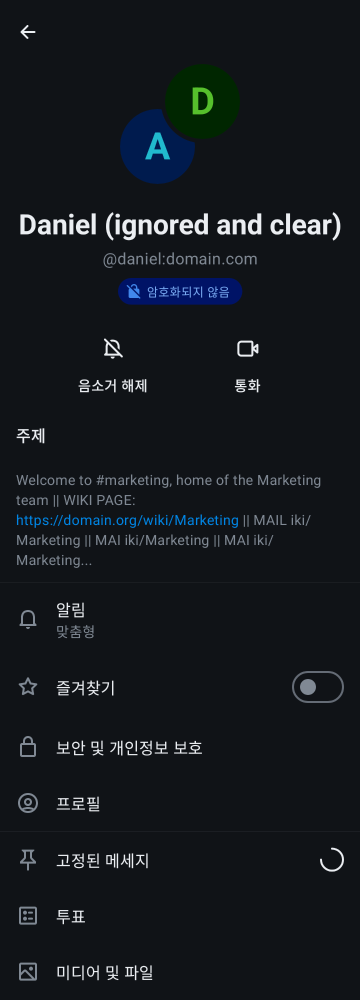 D
A
Daniel (ignored and clear)
@daniel:domain.com
암호화되지 않음
음소거 해제
통화
주제
Welcome to #marketing, home of the Marketing
team || WIKI PAGE:
https://domain.org/wiki/Marketing || MAIL iki/
Marketing || MAI iki/Marketing || MAI iki/
Marketing...
알림
맞춤형
즐겨찾기
보안 및 개인정보 보호
프로필
고정된 메세지
투표
미디어 및 파일